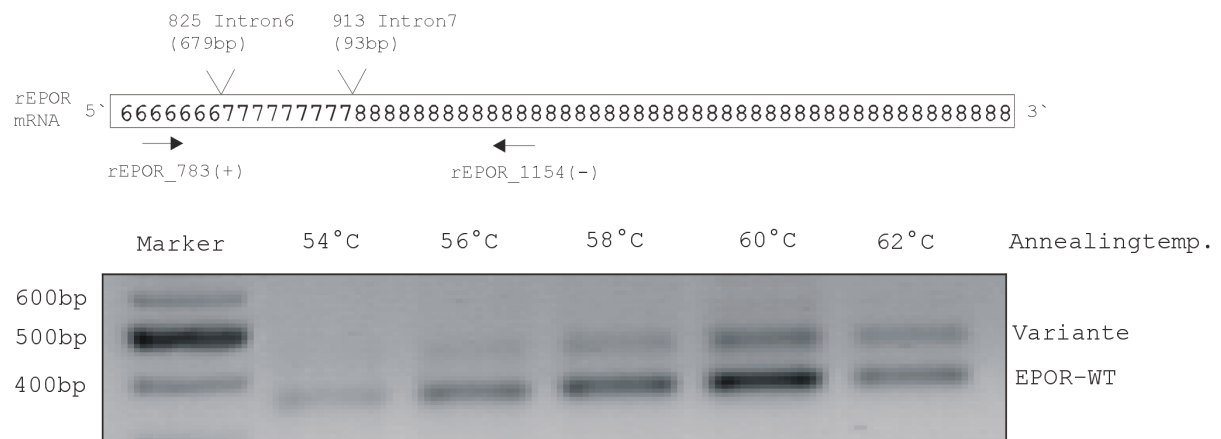 825 Intron6 913 Intron7
(679bp) (93bp)
rEPOR mRNA 5` 6666666777777777888888888888888888888888888888888888888888888 3`
rEPOR_783(+) rEPOR_1154(-)
Marker 54°C 56°C 58°C 60°C 62°C Annealingtemp.
600bp
500bp Variante
400bp EPOR-WT